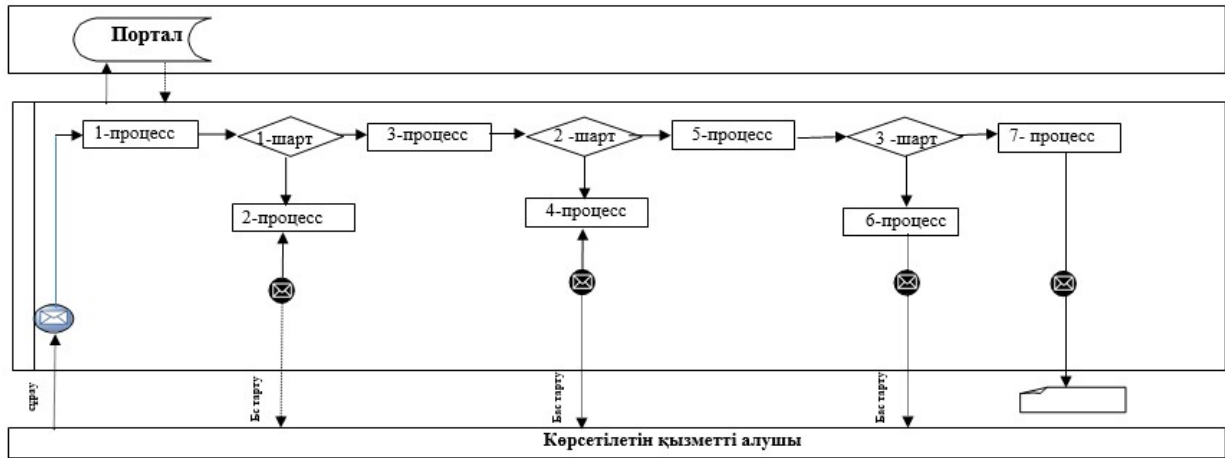 Портал
1-процесс
1-шарт
3-процесс
2 -шарт
5-процесс
3 -шарт
7- процесс
2-процесс
4-процесс
6-процесс
сұрау
Бс тарту
Бас тарту
Бас тарту
Көрсетілетін қызметті алушы